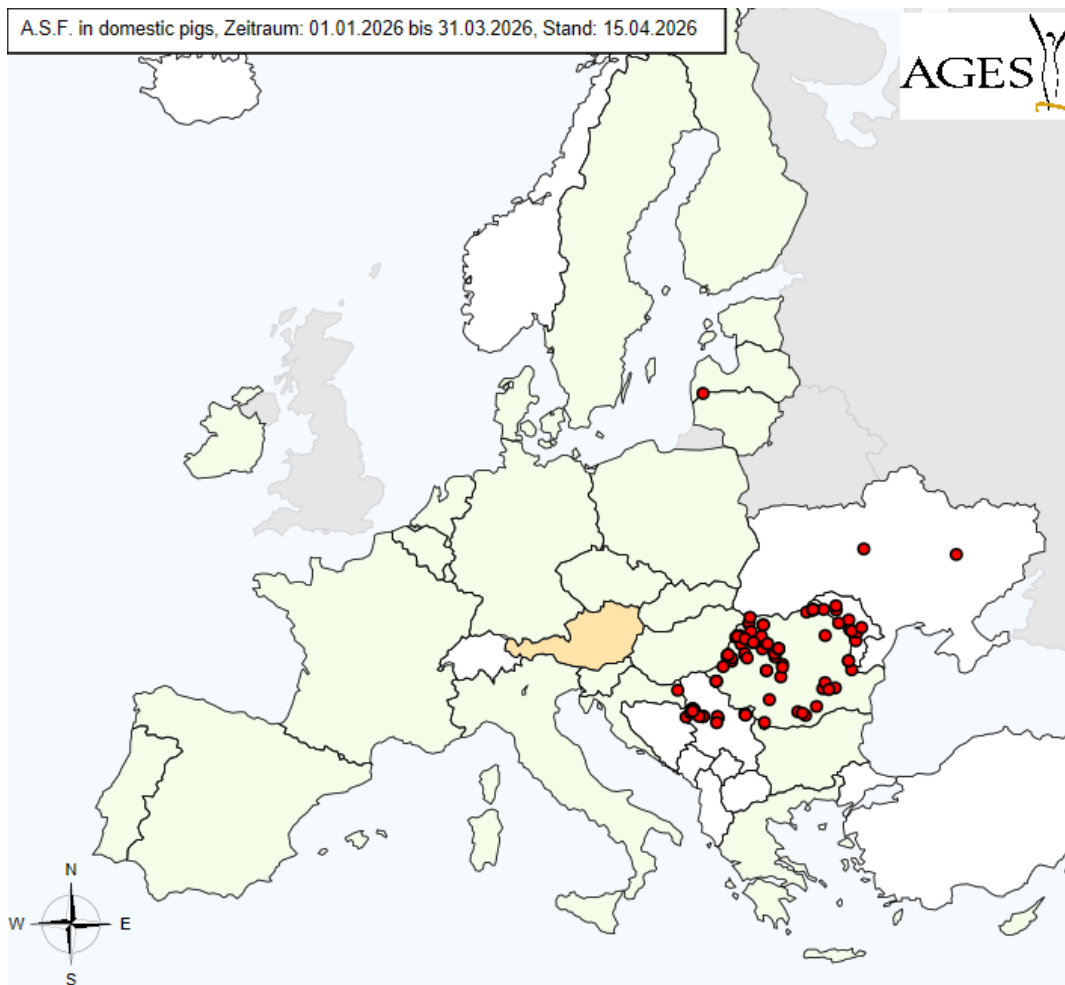 A.S.F. in domestic pigs, Zeitraum: 01.01.2026 bis 31.03.2026, Stand: 15.04.2026
AGES
N
W
E
S